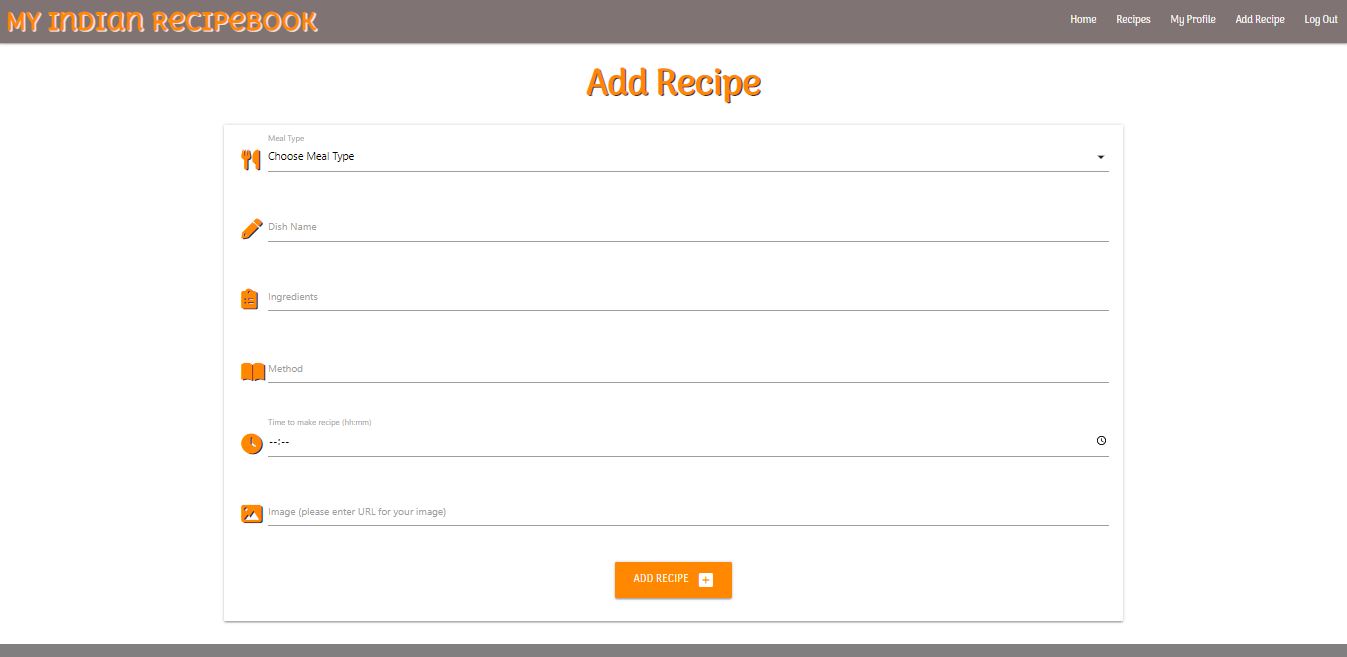 MY INDIAN RECIPEBOOK
Home Recipes My Profile Add Recipe Log Out
Add Recipe
Meal Type
Choose Meal Type
Dish Name
Ingredients
Method
Time to make recipe (hh:mm)
--:--
Image (please enter URL for your image)
ADD RECIPE